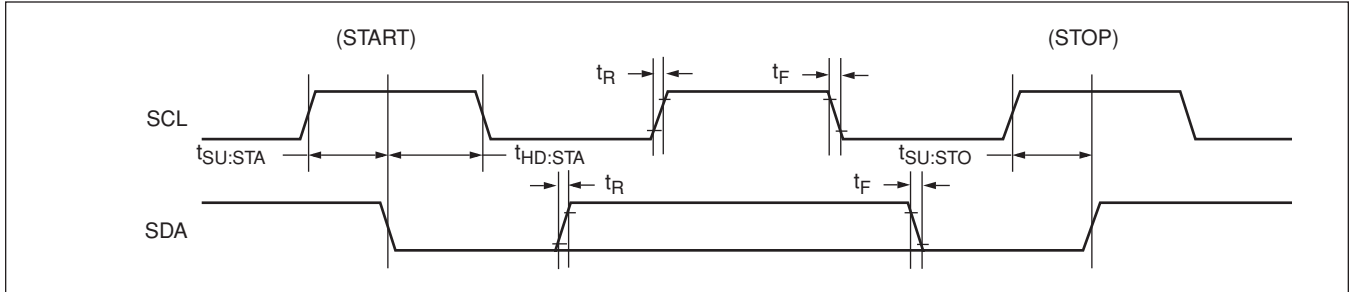 (START) (STOP)
tR tF
SCL
tSU:STA tHD:STA tSU:STO
tR tF
SDA